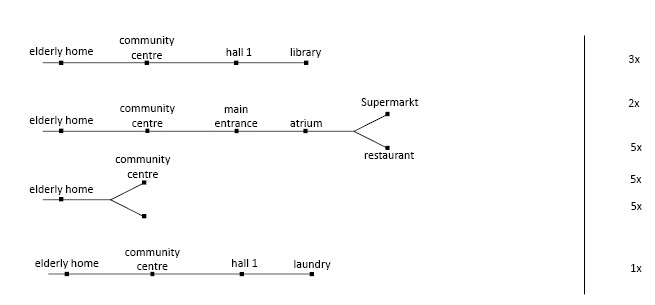 elderly home
community
centre
hall 1
library
3x
elderly home
community
centre
main
entrance
atrium
Supermarkt
2x
restaurant
5x
elderly home
community
centre
5x
5x
elderly home
community
centre
hall 1
laundry
1x